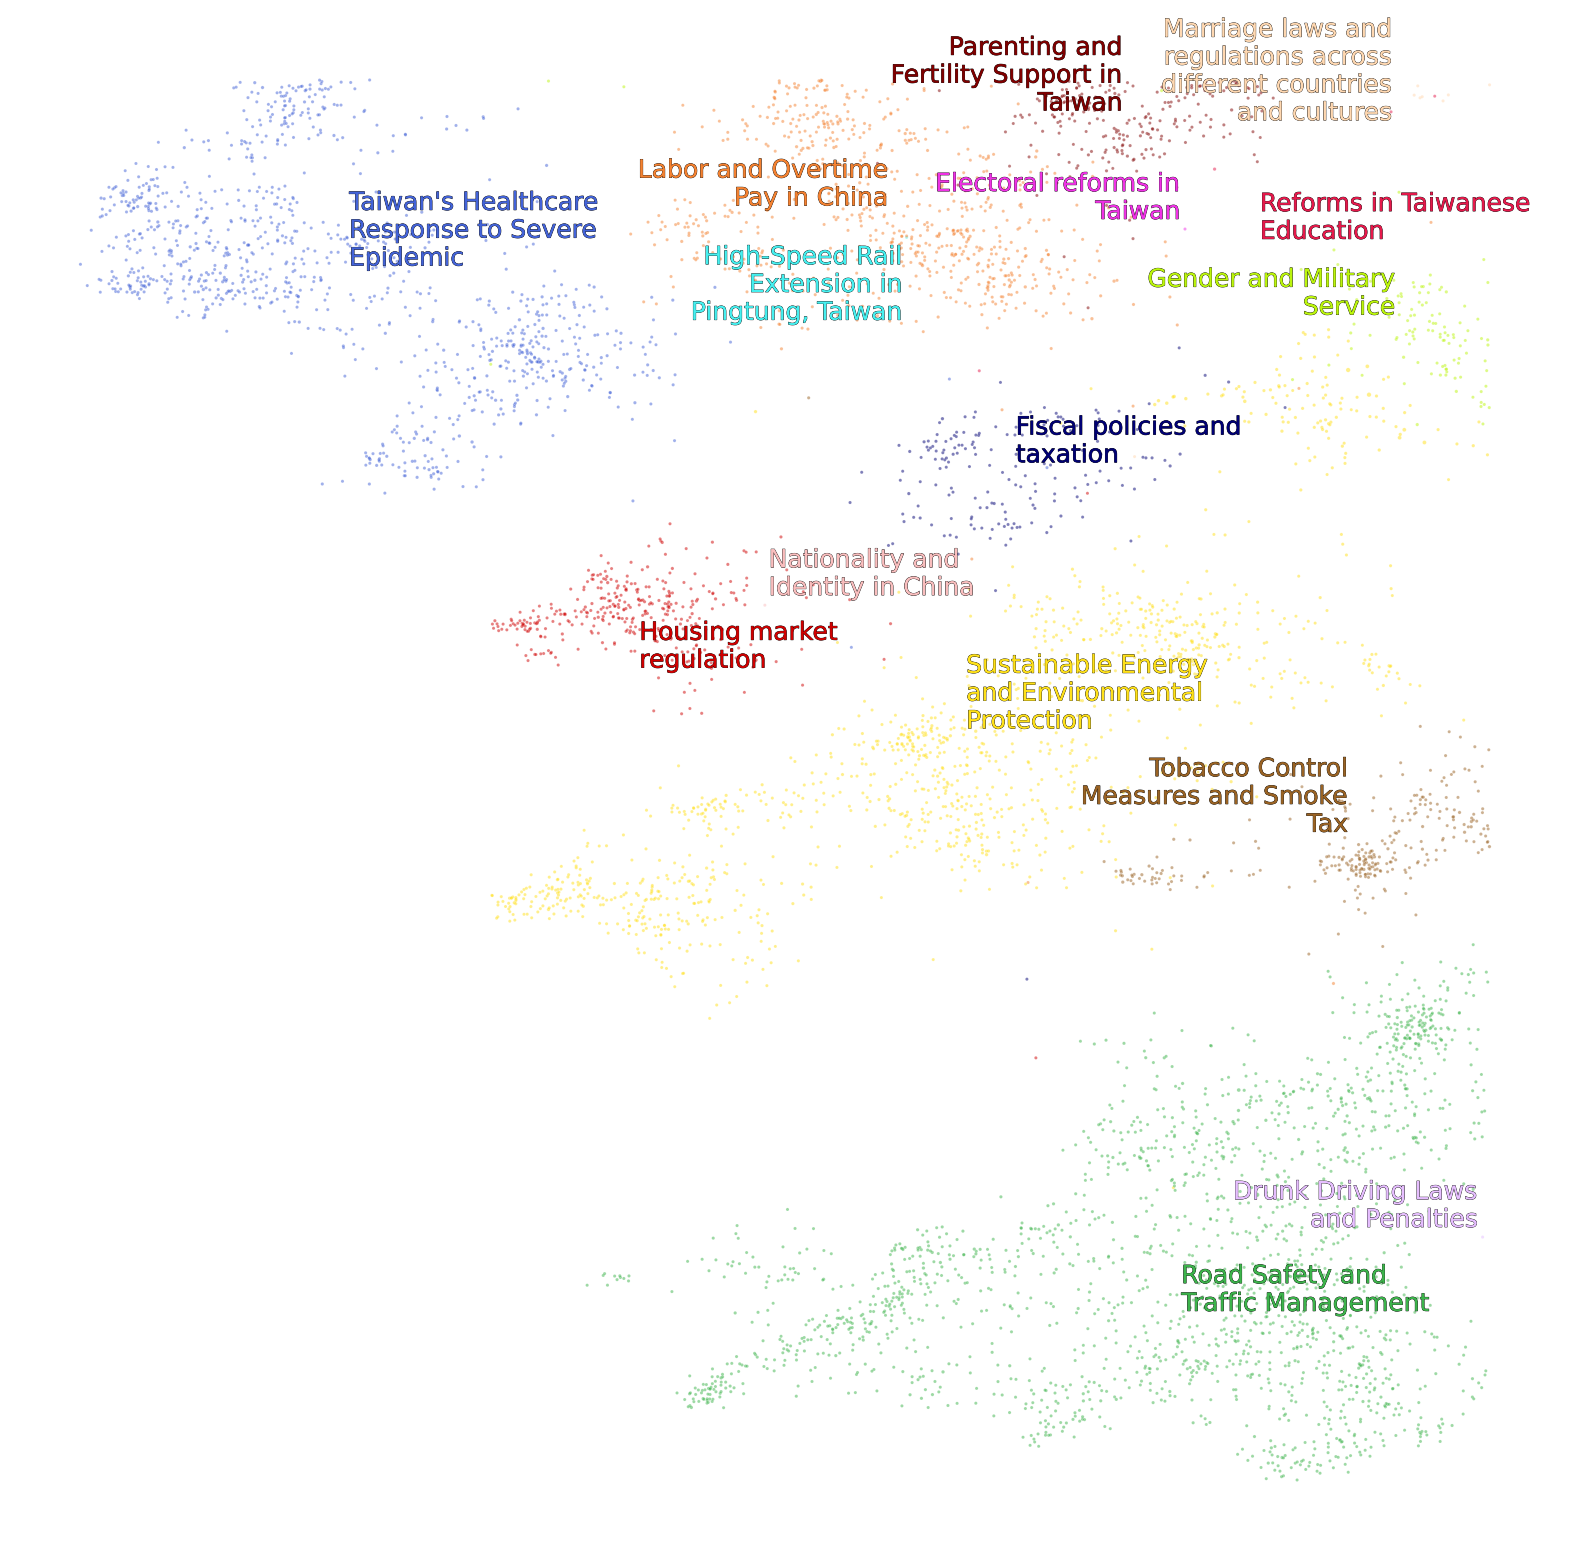 Marriage laws and
regulations across
different countries
and cultures
Parenting and
Fertility Support in
Taiwan
Labor and Overtime
Pay in China
Electoral reforms in
Taiwan
Taiwan's Healthcare
Response to Severe
Epidemic
Reforms in Taiwanese
Education
High-Speed Rail
Extension in
Pingtung, Taiwan
Gender and Military
Service
Fiscal policies and
taxation
Nationality and
Identity in China
Housing market
regulation
Sustainable Energy
and Environmental
Protection
Tobacco Control
Measures and Smoke
Tax
Drunk Driving Laws
and Penalties
Road Safety and
Traffic Management